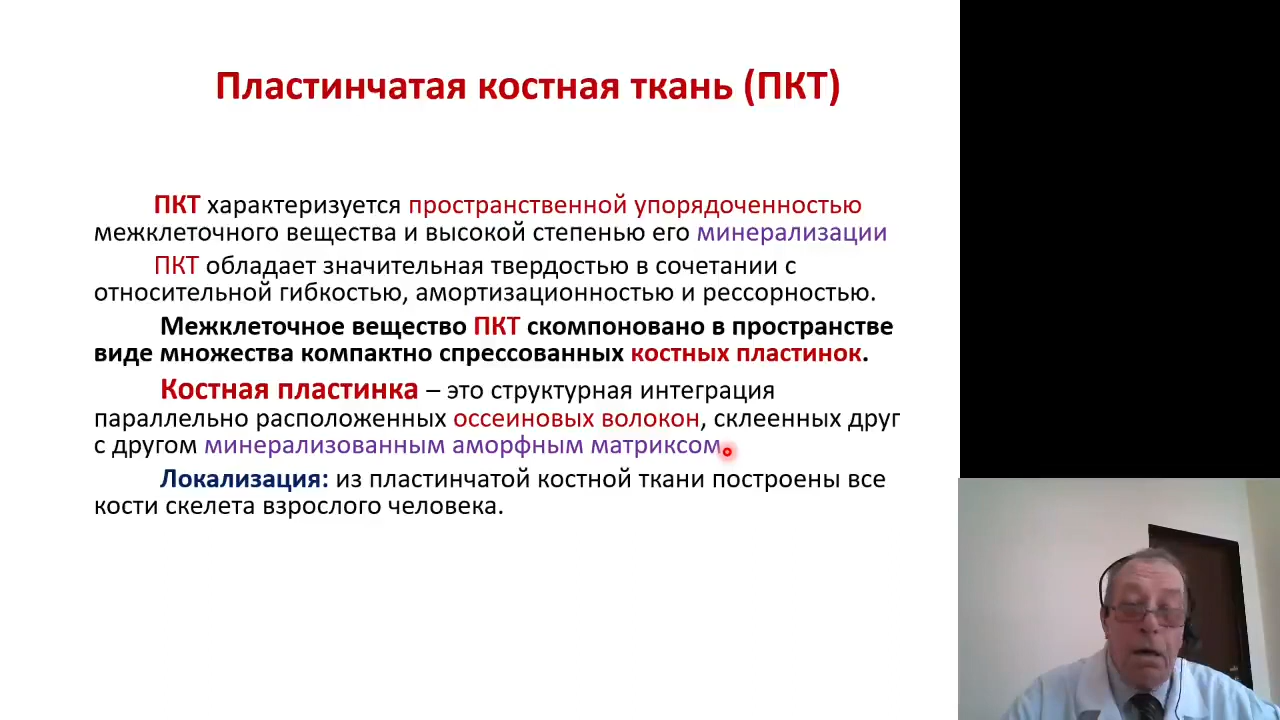 Пластинчатая костная ткань (ПКТ)
ПКТ характеризуется пространственной упорядоченностью
межклеточного вещества и высокой степенью его минерализации
ПКТ обладает значительная твердостью в сочетании с
относительной гибкостью, амортизационностью и рессорностью.
Межклеточное вещество ПКТ скомпоновано в пространстве
виде множества компактно спрессованных костных пластинок.
Костная пластинка – это структурная интеграция
параллельно расположенных оссеиновых волокон, склеенных друг
с другом минерализованным аморфным матриксом.
Локализация: из пластинчатой костной ткани построены все
кости скелета взрослого человека.